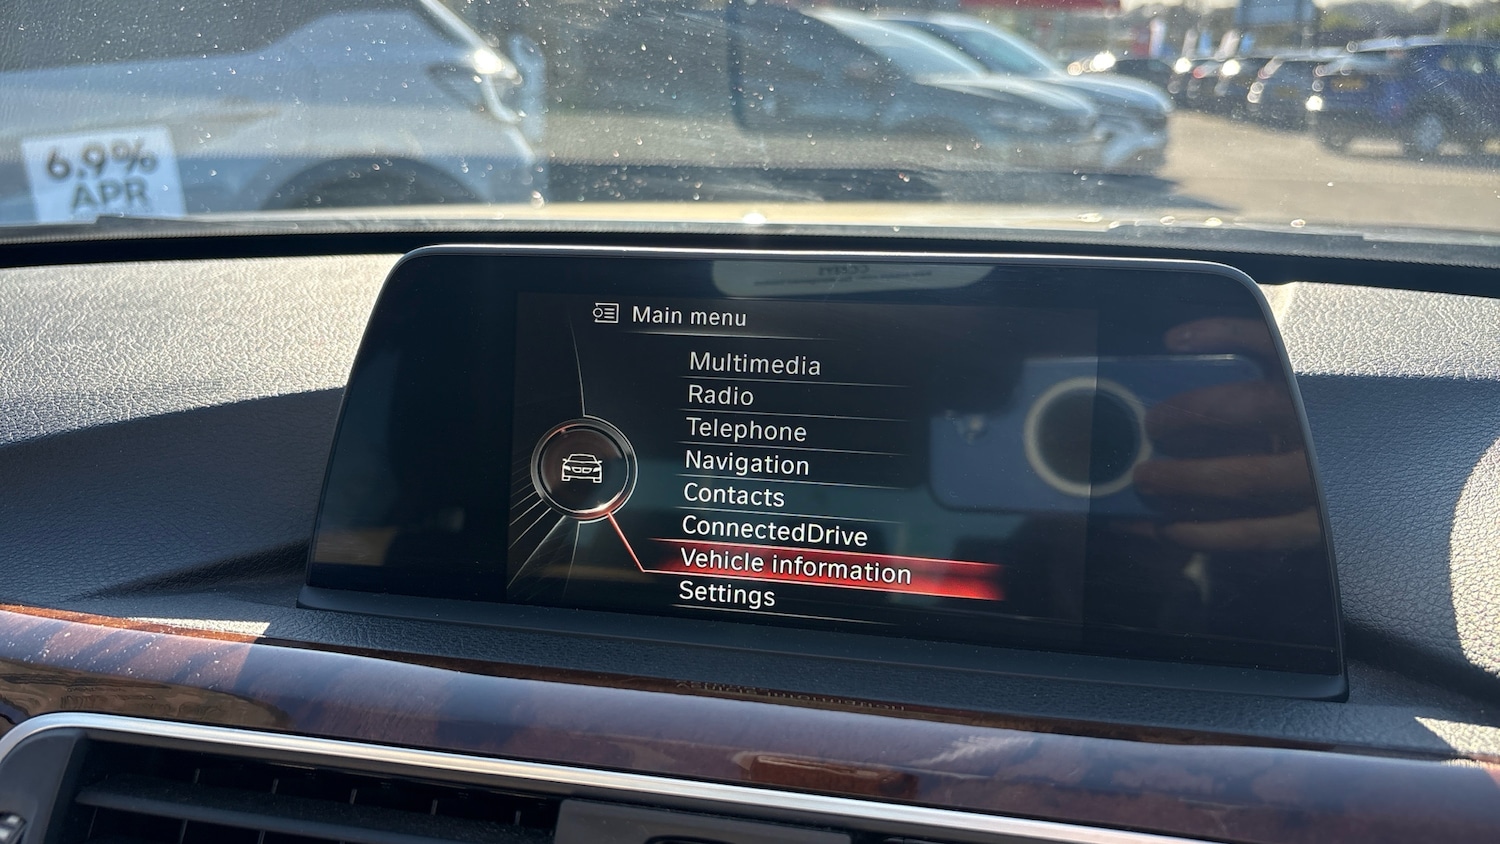 6.9%
APR
Main menu
Multimedia
Radio
Telephone
Navigation
Contacts
ConnectedDrive
Vehicle information
Settings